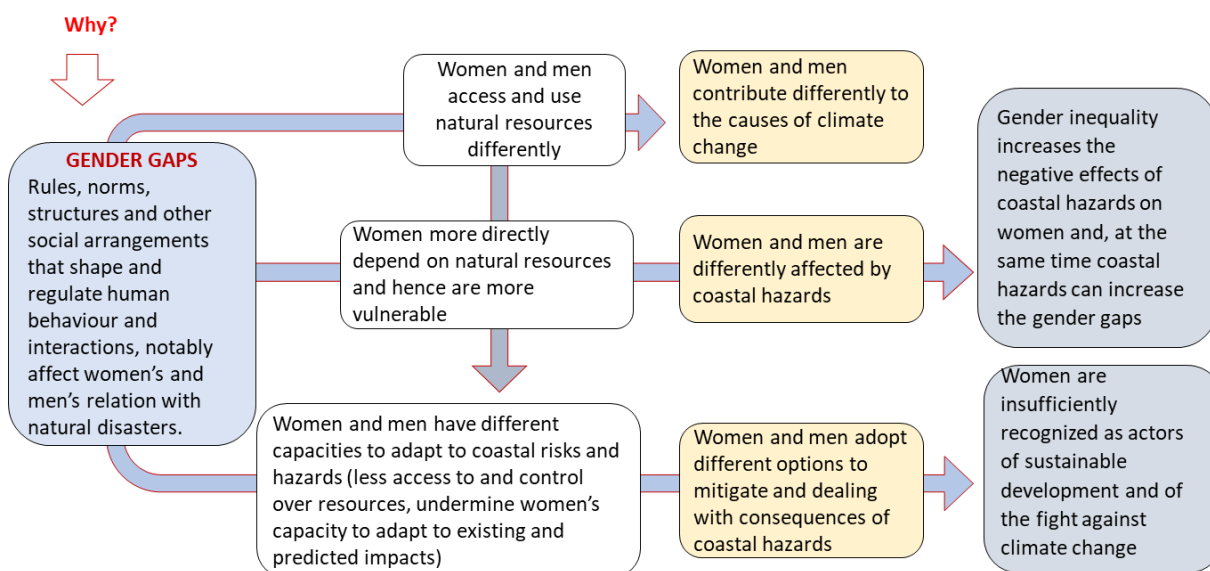 Why?
GENDER GAPS
Rules, norms,
structures and other
social arrangements
that shape and
regulate human
behaviour and
interactions, notably
affect women’s and
men’s relation with
natural disasters.
Women and men
access and use
natural resources
differently
Women and men
contribute differently to
the causes of climate
change
Women more directly
depend on natural resources
and hence are more
vulnerable
Women and men are
differently affected by
coastal hazards
Gender inequality
increases the
negative effects of
coastal hazards on
women and, at the
same time coastal
hazards can increase
the gender gaps
Women and men have different
capacities to adapt to coastal risks and
hazards (less access to and control
over resources, undermine women’s
capacity to adapt to existing and
predicted impacts)
Women and men adopt
different options to
mitigate and dealing
with consequences of
coastal hazards
Women are
insufficiently
recognized as actors
of sustainable
development and of
the fight against
climate change